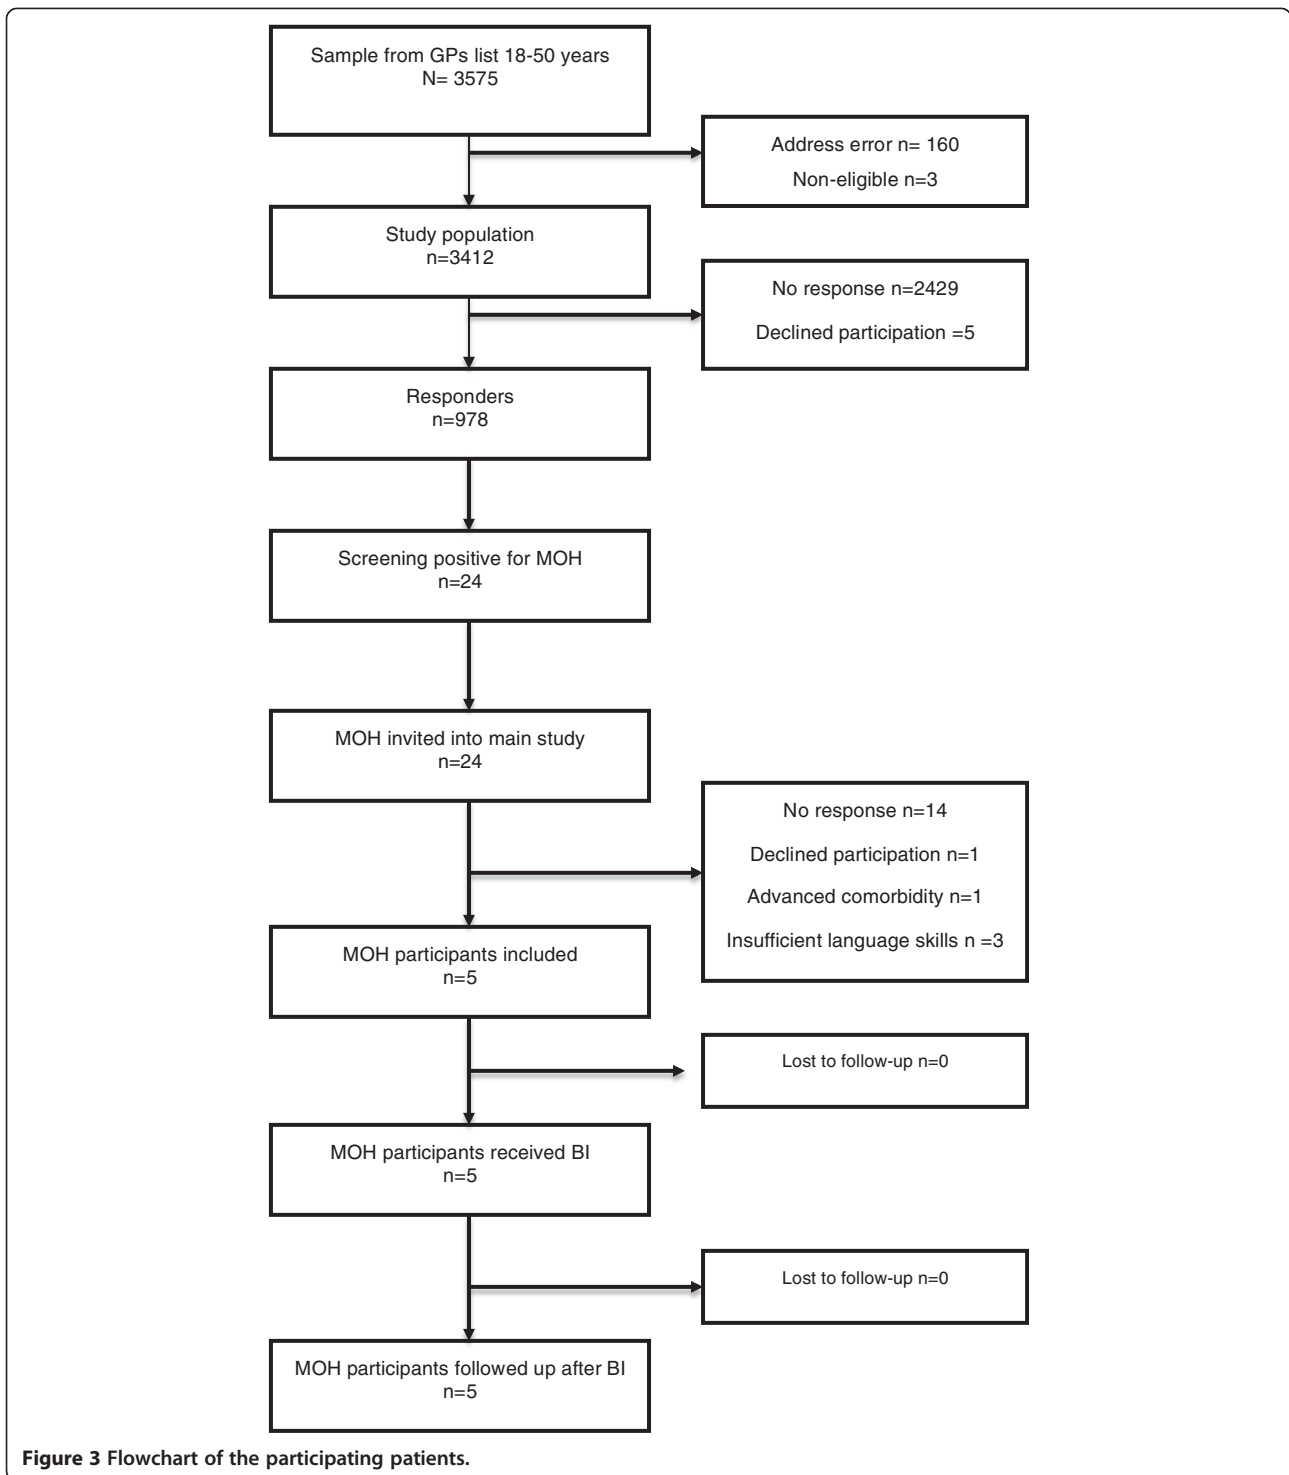 Sample from GPs list 18-50 years
N= 3575
Address error n= 160
Non-eligible n=3
Study population
n=3412
No response n=2429
Declined participation =5
Responders
n=978
Screening positive for MOH
n=24
MOH invited into main study
n=24
No response n=14
Declined participation n=1
Advanced comorbidity n=1
Insufficient language skills n =3
MOH participants included
n=5
Lost to follow-up n=0
MOH participants received BI
n=5
Lost to follow-up n=0
MOH participants followed up after BI
n=5
Figure 3 Flowchart of the participating patients.